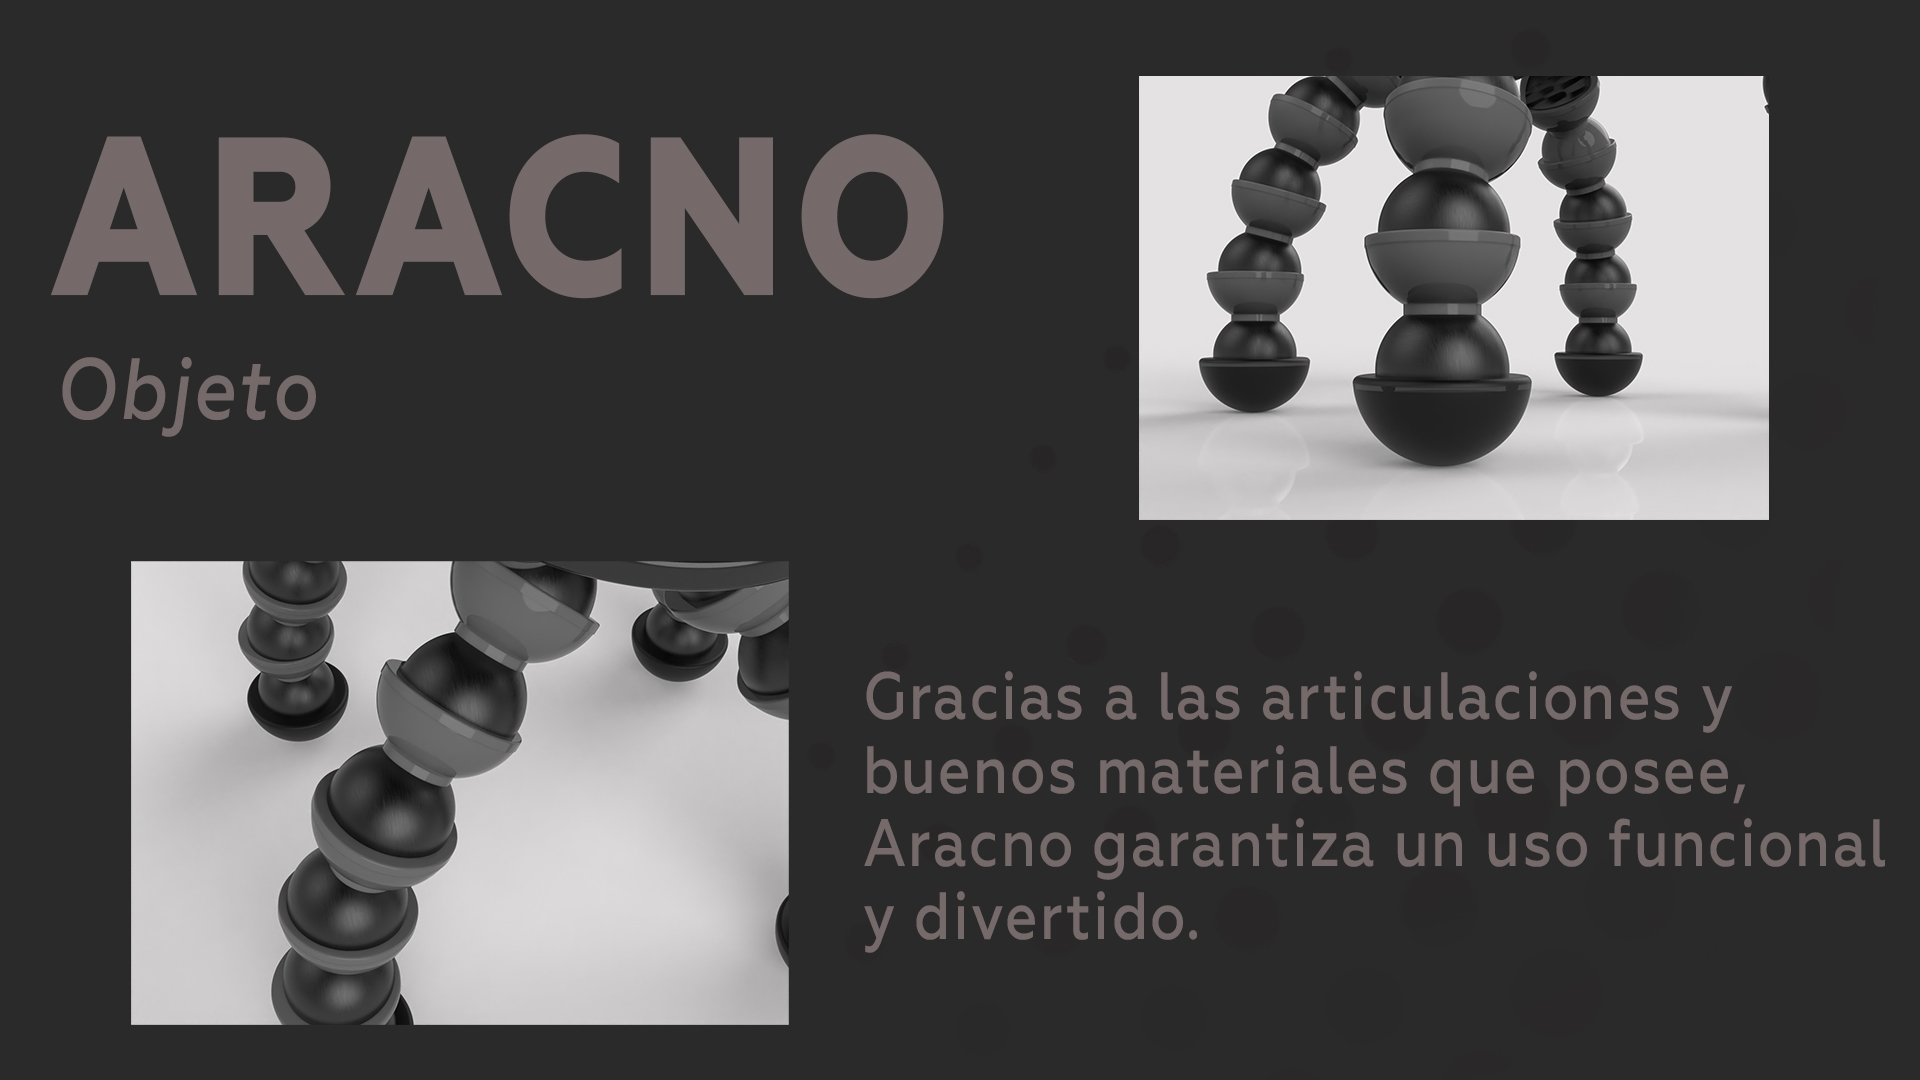 ARACNO
Objeto
Gracias a las articulaciones y
buenos materiales que posee,
Aracno garantiza un uso funcional
y divertido.